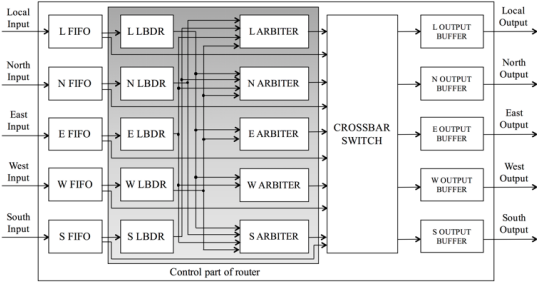 Local
Input
L FIFO
L LBDR
L ARBITER
L OUTPUT
BUFFER
Local
Output
North
Input
N FIFO
N LBDR
N ARBITER
N OUTPUT
BUFFER
North
Output
East
Input
E FIFO
E LBDR
E ARBITER
CROSSBAR
SWITCH
E OUTPUT
BUFFER
East
Output
West
Input
W FIFO
W LBDR
W ARBITER
W OUTPUT
BUFFER
West
Output
South
Input
S FIFO
S LBDR
S ARBITER
S OUTPUT
BUFFER
South
Output
Control part of router